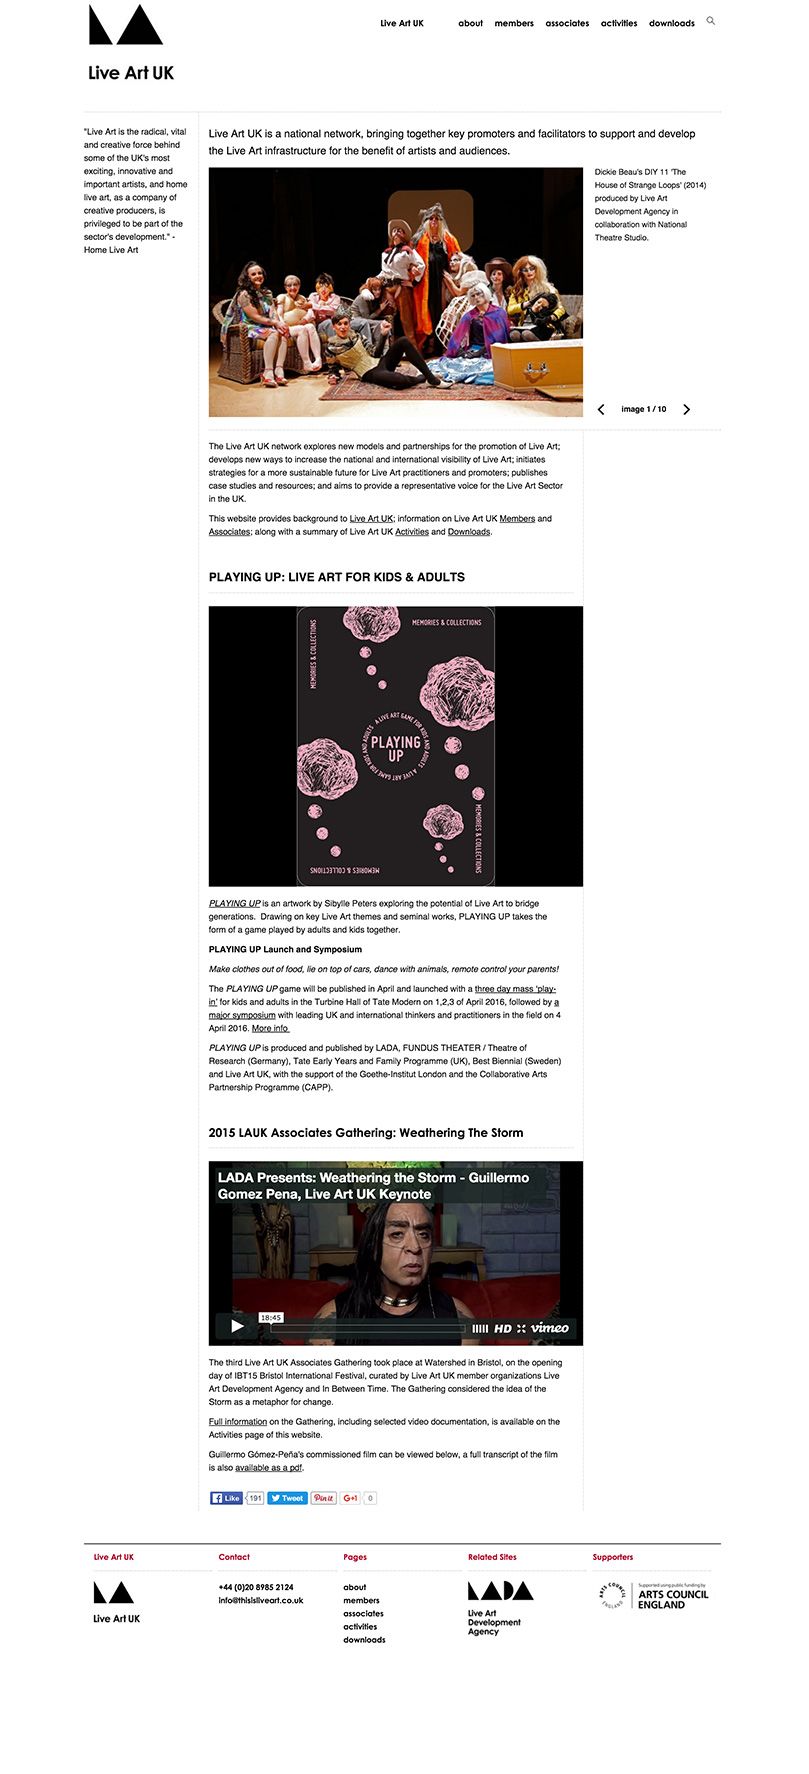 Live Art UK
Live Art UK
about
members
associates
activities
downloads
"Live Art is the radical, vital
and creative force behind
some of the UK's most
exciting, innovative and
important artists, and home
live art, as a company of
creative producers, is
privileged to be part of the
sector's development." -
Home Live Art
Live Art UK is a national network, bringing together key promoters and facilitators to support and develop
the Live Art infrastructure for the benefit of artists and audiences.
Dickie Beau's DIY 11 'The
House of Strange Loops' (2014)
produced by Live Art
Development Agency in
collaboration with National
Theatre Studio.
image 1 / 10
The Live Art UK network explores new models and partnerships for the promotion of Live Art;
develops new ways to increase the national and international visibility of Live Art; initiates
strategies for a more sustainable future for Live Art practitioners and promoters; publishes
case studies and resources; and aims to provide a representative voice for the Live Art Sector
in the UK.
This website provides background to Live Art UK; information on Live Art UK Members and
Associates; along with a summary of Live Art UK Activities and Downloads.
PLAYING UP: LIVE ART FOR KIDS & ADULTS
MEMORIES & COLLECTIONS
MEMORIES & COLLECTIONS
A LIVE ART GAME FOR KIDS AND ADULTS
A LIVE ART GAME FOR KIDS AND ADULTS
PLAYING
UP
MEMORIES & COLLECTIONS
MEMORIES & COLLECTIONS
PLAYING UP is an artwork by Sibylle Peters exploring the potential of Live Art to bridge
generations. Drawing on key Live Art themes and seminal works, PLAYING UP takes the
form of a game played by adults and kids together.
PLAYING UP Launch and Symposium
Make clothes out of food, lie on top of cars, dance with animals, remote control your parents!
The PLAYING UP game will be published in April and launched with a three day mass 'play-
in' for kids and adults in the Turbine Hall of Tate Modern on 1,2,3 of April 2016, followed by a
major symposium with leading UK and international thinkers and practitioners in the field on 4
April 2016. More info
PLAYING UP is produced and published by LADA, FUNDUS THEATER / Theatre of
Research (Germany), Tate Early Years and Family Programme (UK), Best Biennial (Sweden)
and Live Art UK, with the support of the Goethe-Institut London and the Collaborative Arts
Partnership Programme (CAPP).
2015 LAUK Associates Gathering: Weathering The Storm
LADA Presents: Weathering the Storm - Guillermo
Gomez Pena, Live Art UK Keynote
18:45
HD
vimeo
The third Live Art UK Associates Gathering took place at Watershed in Bristol, on the opening
day of IBT15 Bristol International Festival, curated by Live Art UK member organizations Live
Art Development Agency and In Between Time. The Gathering considered the idea of the
Storm as a metaphor for change.
Full information on the Gathering, including selected video documentation, is available on the
Activities page of this website.
Guillermo Gómez-Peña's commissioned film can be viewed below, a full transcript of the film
is also available as a pdf.
Like 191 Tweet Pin it G+1 0
Live Art UK
Live Art UK
Contact
+44 (0)20 8985 2124
info@thisisliveart.co.uk
Pages
about
members
associates
activities
downloads
Related Sites
LADA
Live Art
Development
Agency
Supporters
ARTS COUNCIL
ENGLAND
Supported using public funding by
ARTS COUNCIL
ENGLAND